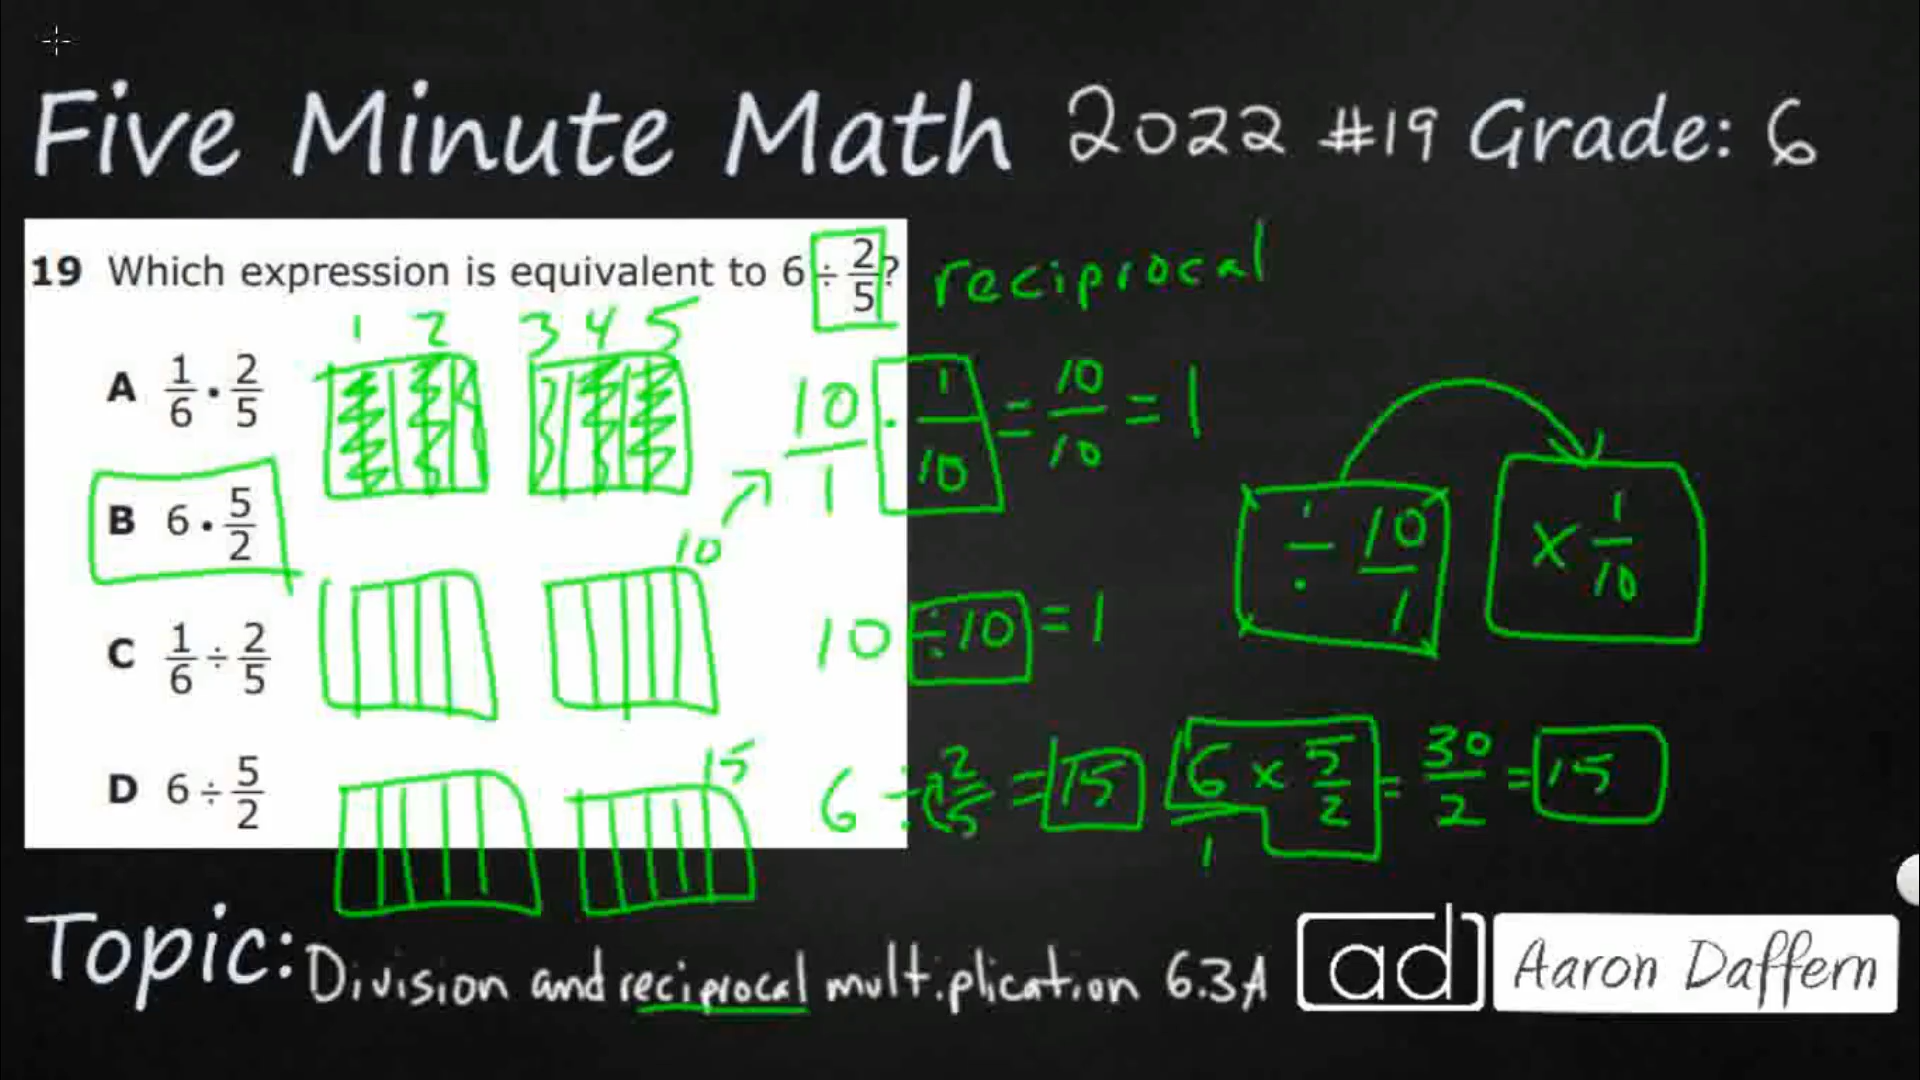 Five Minute Math 2022 #19 Grade: 6
19 Which expression is equivalent to 6 ÷ 2/5?
reciprocal
A 1/6 · 2/5
B 6 · 5/2
C 1/6 ÷ 2/5
D 6 ÷ 5/2
1 2 3 4 5
10
15
10/1 · 1/10 = 10/10 = 1
÷ 10/1 × 1/10
10 ÷ 10 = 1
6 ÷ 2/5 = 15
6/1 × 5/2 = 30/2 = 15
Topic: Division and reciprocal multiplication 6.3A
ad Aaron Daffern